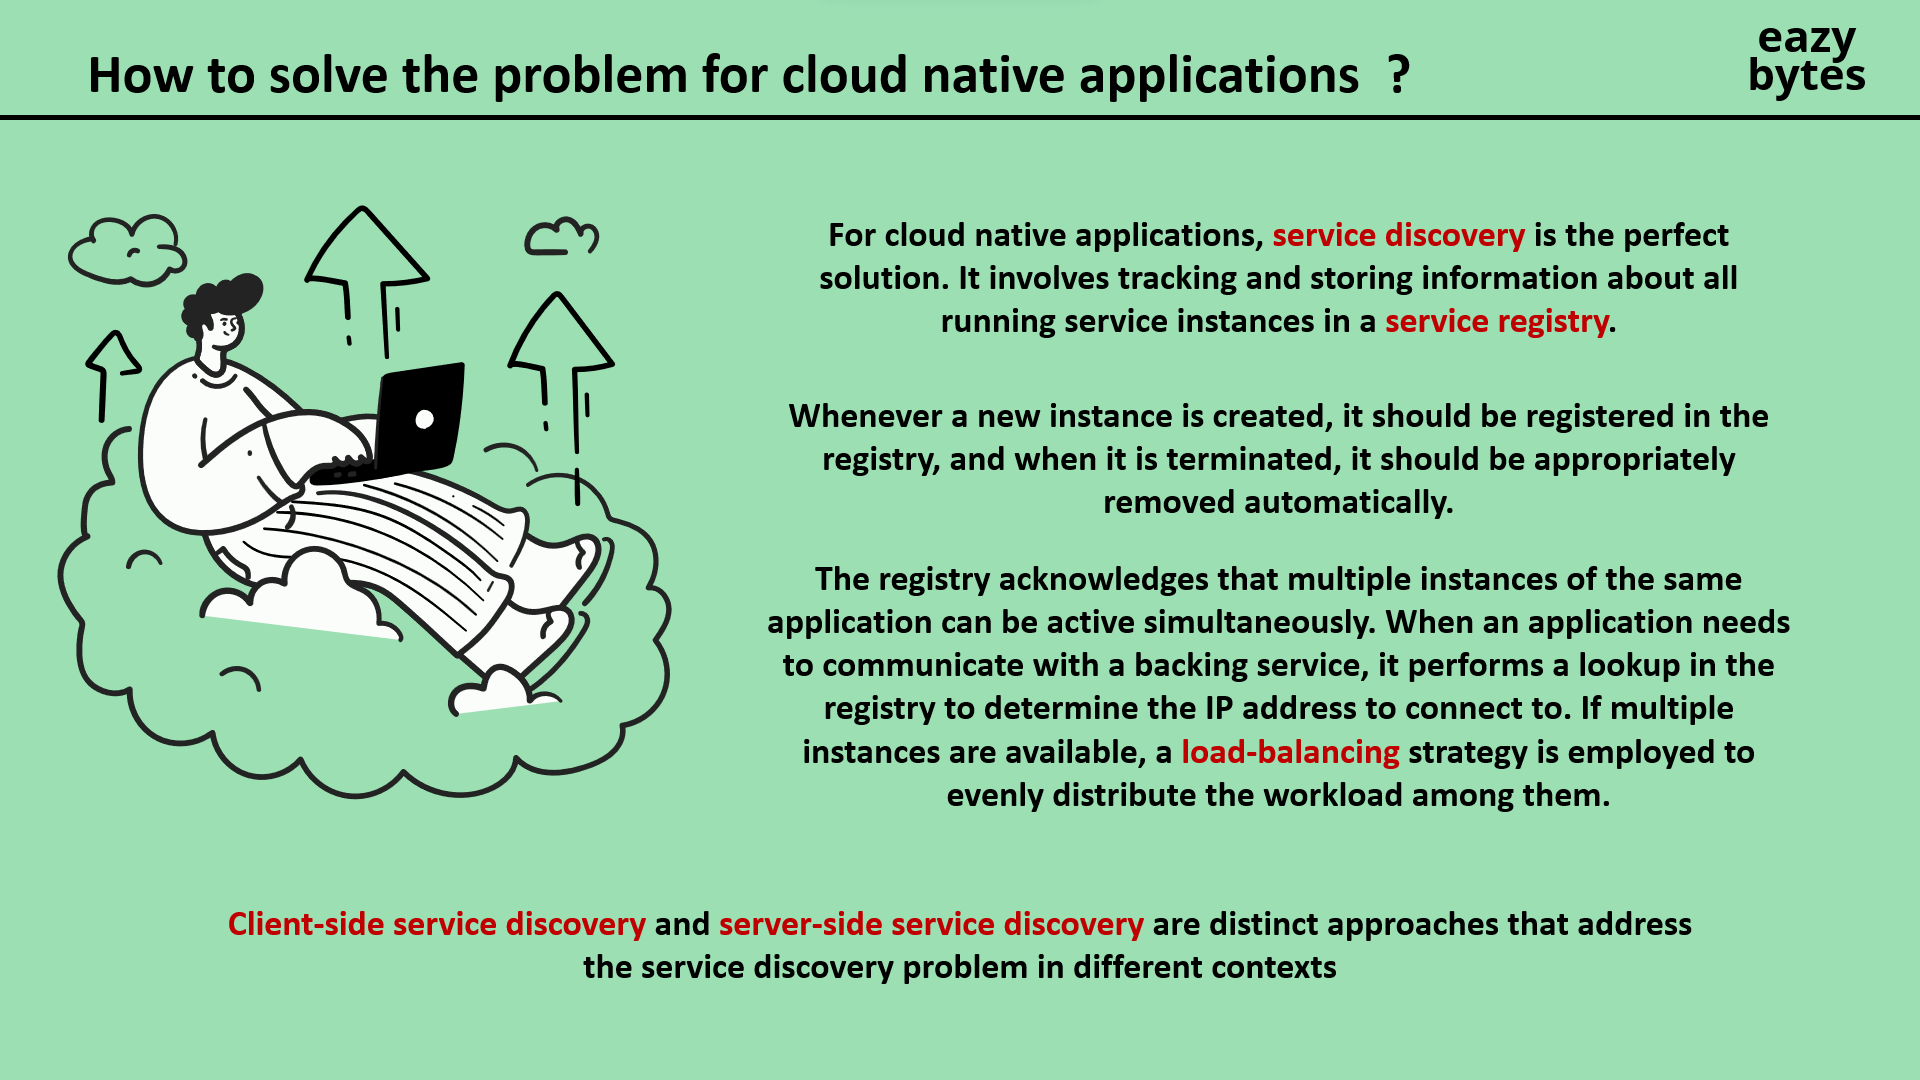 How to solve the problem for cloud native applications  ?
eazy
bytes
For cloud native applications, service discovery is the perfect
solution. It involves tracking and storing information about all
running service instances in a service registry.
Whenever a new instance is created, it should be registered in the
registry, and when it is terminated, it should be appropriately
removed automatically.
The registry acknowledges that multiple instances of the same
application can be active simultaneously. When an application needs
to communicate with a backing service, it performs a lookup in the
registry to determine the IP address to connect to. If multiple
instances are available, a load-balancing strategy is employed to
evenly distribute the workload among them.
Client-side service discovery and server-side service discovery are distinct approaches that address
the service discovery problem in different contexts